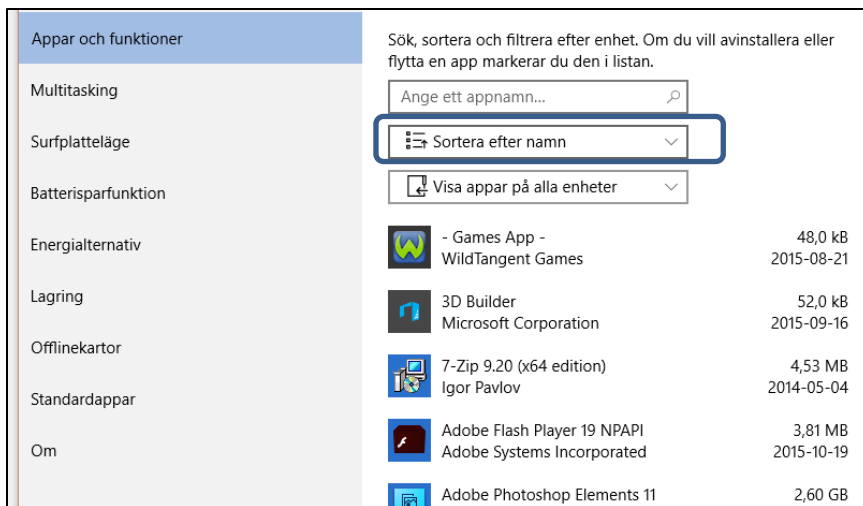 Appar och funktioner
Multitasking
Surfplatteläge
Batterisparfunktion
Energialternativ
Lagring
Offlinekartor
Standardappar
Om
Sök, sortera och filtrera efter enhet. Om du vill avinstallera eller
flytta en app markerar du den i listan.
Ange ett appnamn...
Sortera efter namn
Visa appar på alla enheter
- Games App - 48,0 kB
WildTangent Games 2015-08-21
3D Builder 52,0 kB
Microsoft Corporation 2015-09-16
7-Zip 9.20 (x64 edition) 4,53 MB
Igor Pavlov 2014-05-04
Adobe Flash Player 19 NPAPI 3,81 MB
Adobe Systems Incorporated 2015-10-19
Adobe Photoshop Elements 11 2,60 GB